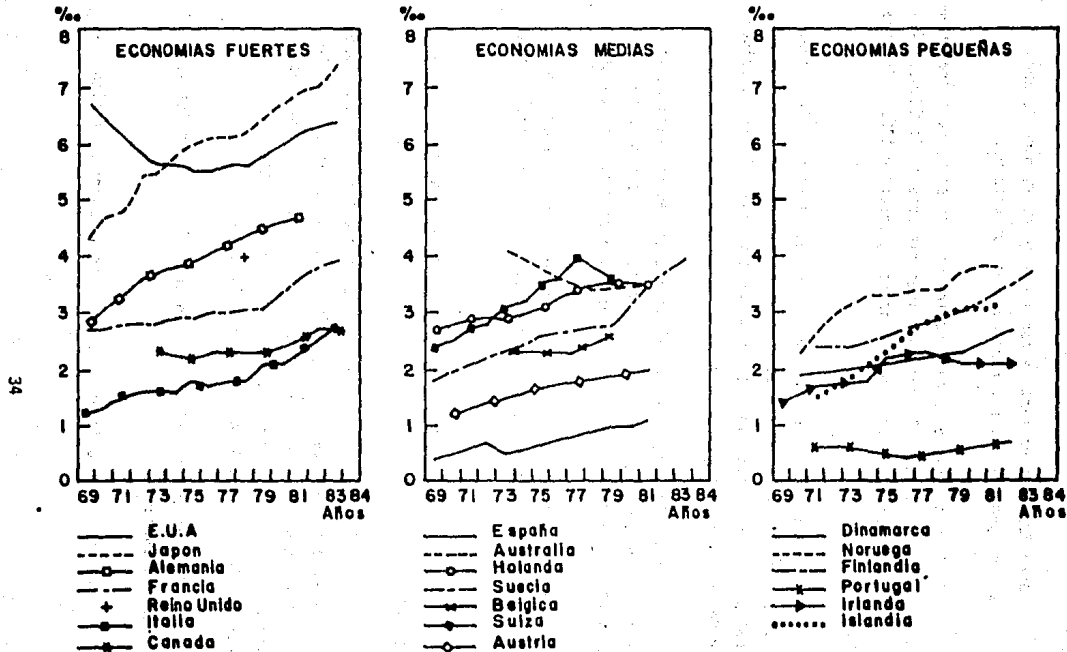 %₀₀
8
7
6
5
4
3
2
1
0
ECONOMIAS FUERTES
69 71 73 75 77 79 81 83 84
Años
E.U.A
Japon
Alemania
Francia
Reino Unido
Italia
Canada
%₀₀
8
7
6
5
4
3
2
1
0
ECONOMIAS MEDIAS
69 71 73 75 77 79 81 83 84
Años
España
Australia
Holanda
Suecia
Belgica
Suiza
Austria
%₀₀
8
7
6
5
4
3
2
1
0
ECONOMIAS PEQUEÑAS
69 71 73 75 77 79 81 83 84
Años
Dinamarca
Noruega
Finlandia
Portugal
Irlanda
Islandia
34